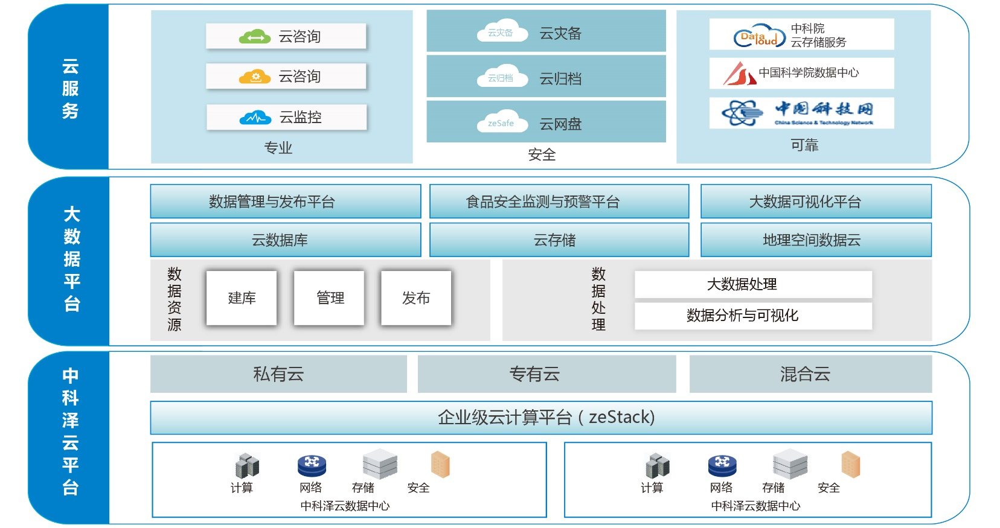 云服务
云咨询
云咨询
云监控
专业
云灾备 云灾备
云归档 云归档
zeSafe 云网盘
安全
Data Cloud
中科院
云存储服务
中国科学院数据中心
中国科技网
China Science & Technology Network
可靠
大数据平台
数据管理与发布平台
食品安全监测与预警平台
大数据可视化平台
云数据库
云存储
地理空间数据云
数据资源
建库
管理
发布
数据处理
大数据处理
数据分析与可视化
中科泽云平台
私有云
专有云
混合云
企业级云计算平台 ( zeStack)
计算 网络 存储 安全
中科泽云数据中心
计算 网络 存储 安全
中科泽云数据中心